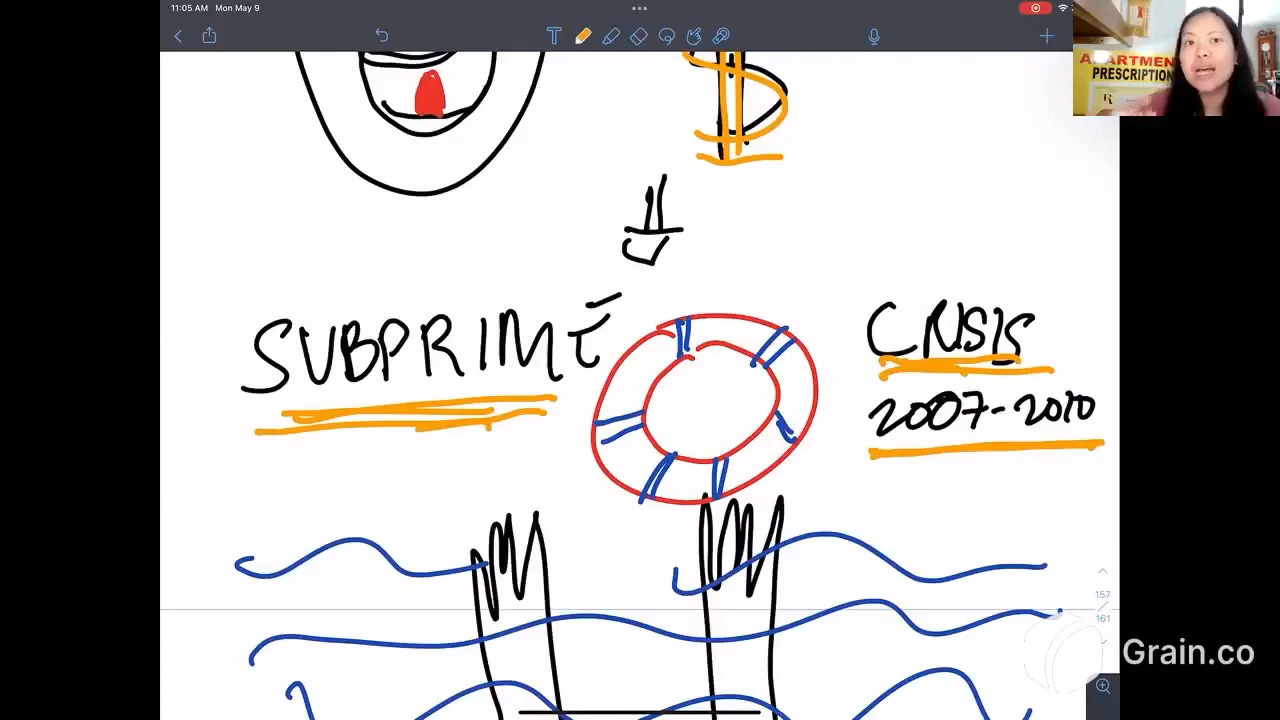 11:05 AM Mon May 9
T
APARTMENT
PRESCRIPTION
R
$
SUBPRIME
CRISIS
2007-2010
157
161
Grain.co